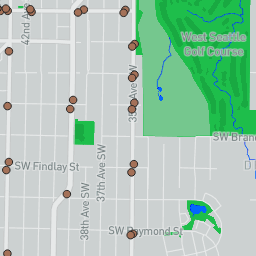 42nd Ave
West Seattle
Golf Course
35th Ave SW
SW Bran
SW Findlay St
D
37th Ave SW
38th Ave SW
SW Raymond St